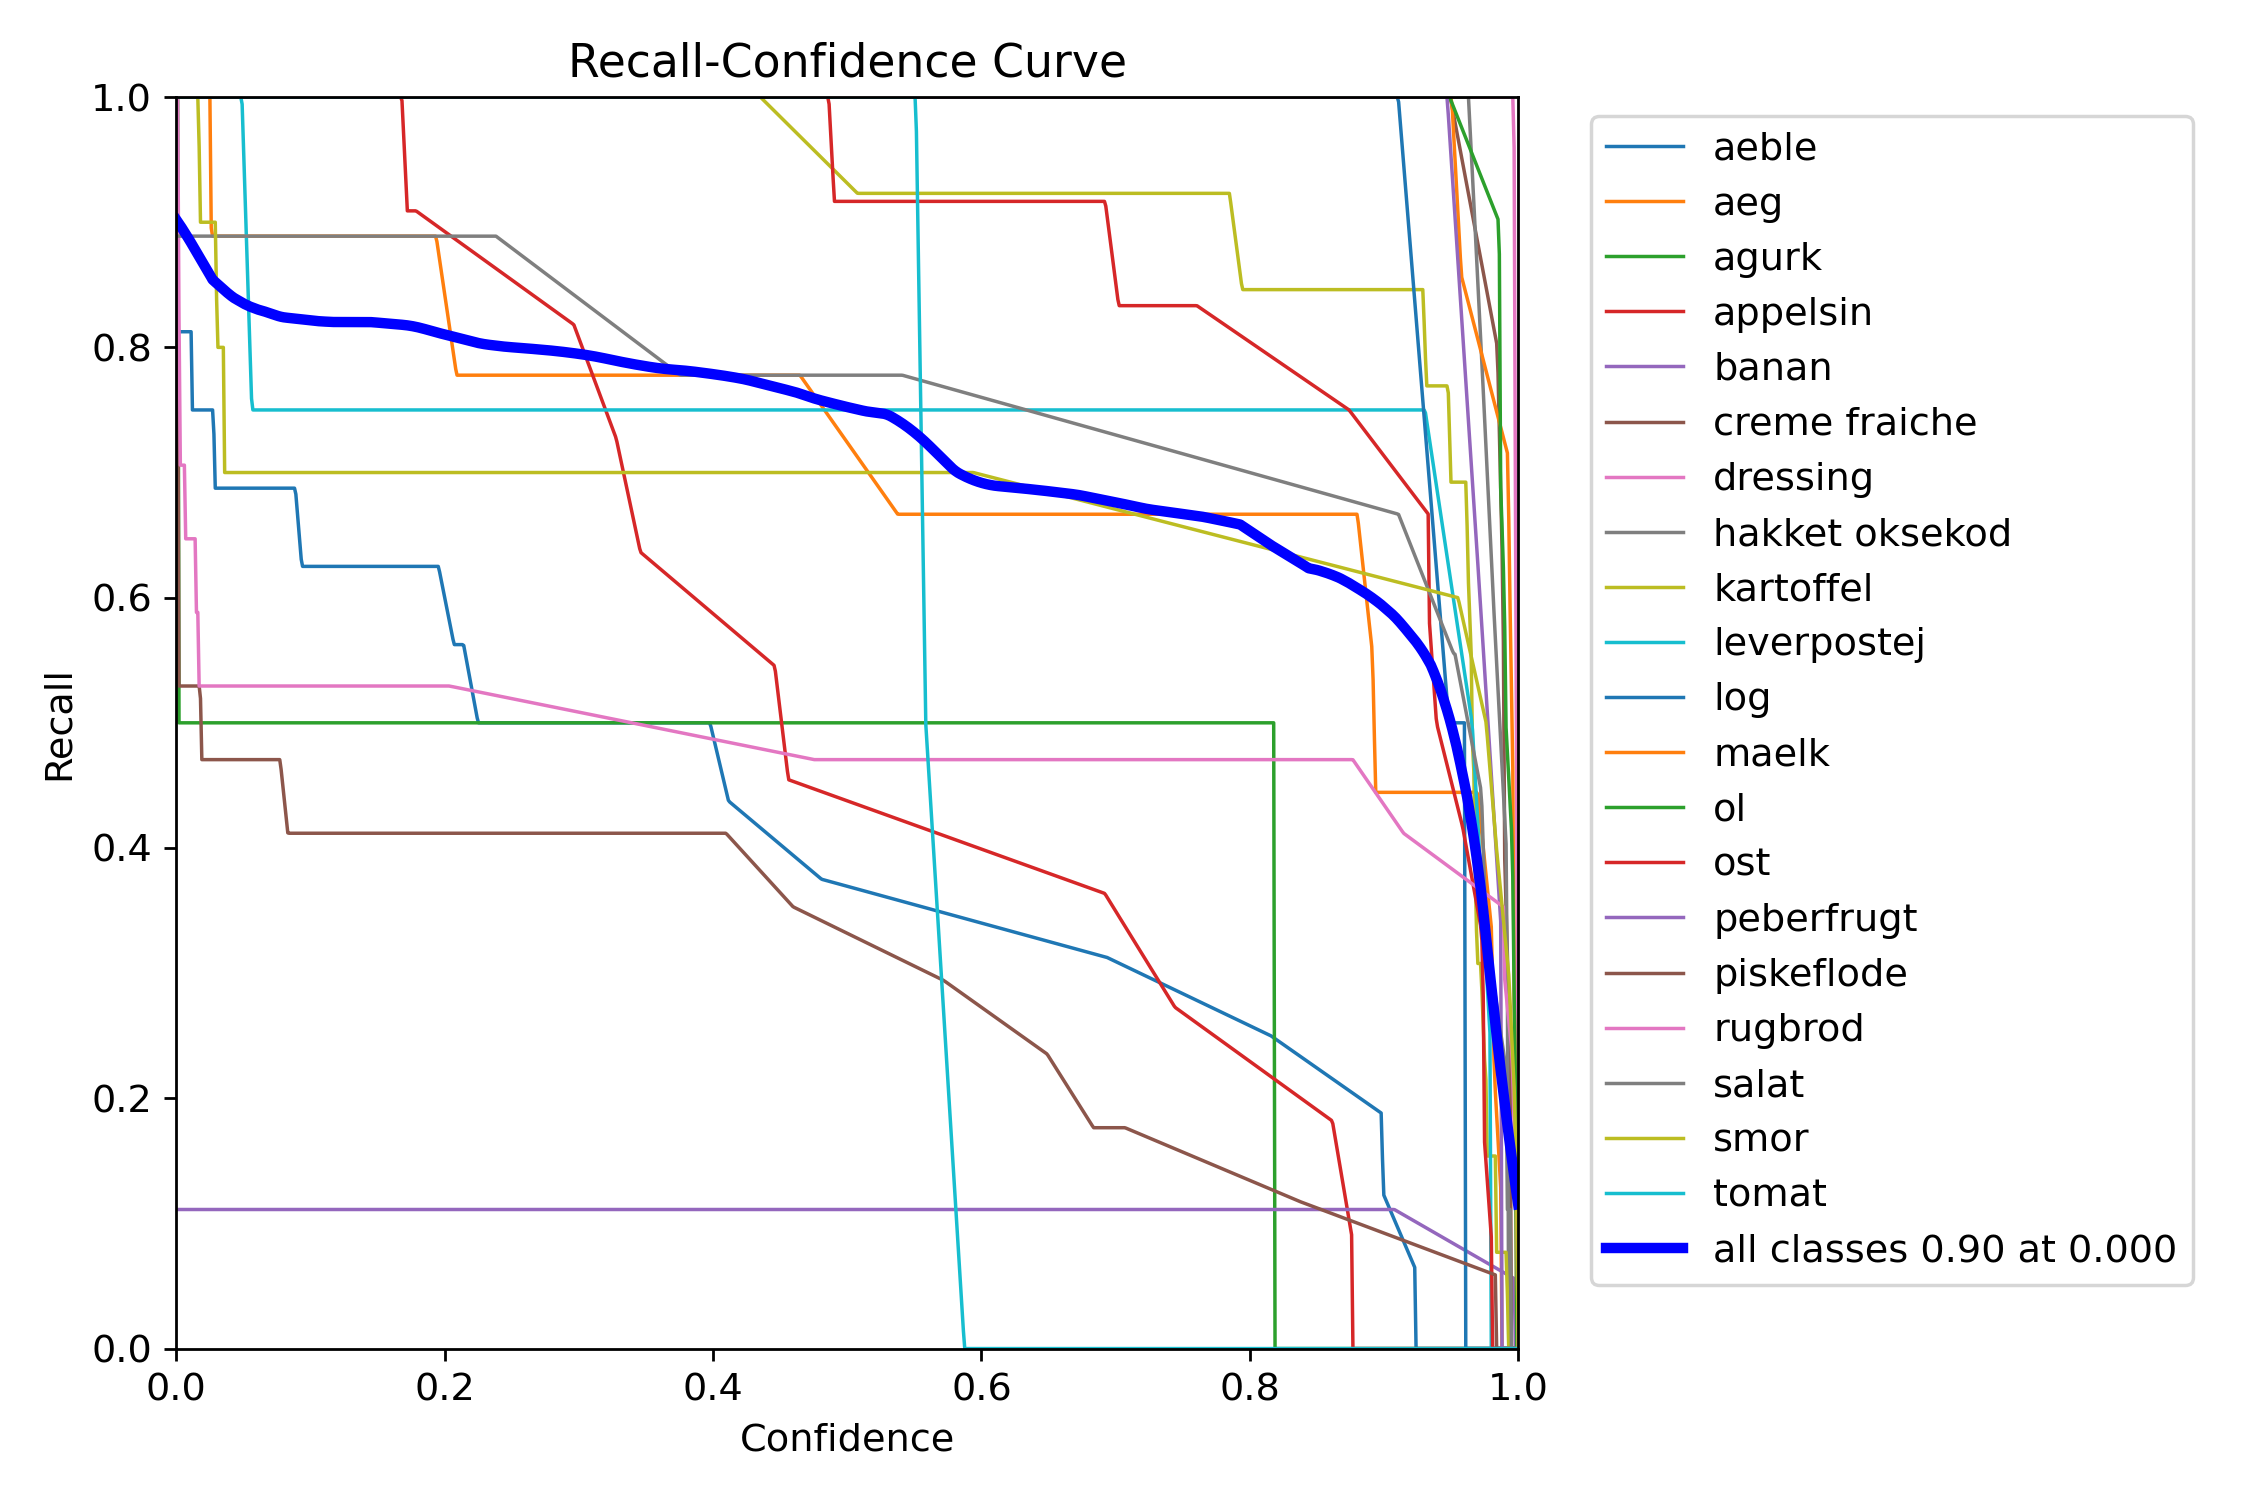 Recall-Confidence Curve
1.0
0.8
0.6
0.4
0.2
0.0
Recall
0.0 0.2 0.4 0.6 0.8 1.0
Confidence
aeble
aeg
agurk
appelsin
banan
creme fraiche
dressing
hakket oksekod
kartoffel
leverpostej
log
maelk
ol
ost
peberfrugt
piskeflode
rugbrod
salat
smor
tomat
all classes 0.90 at 0.000